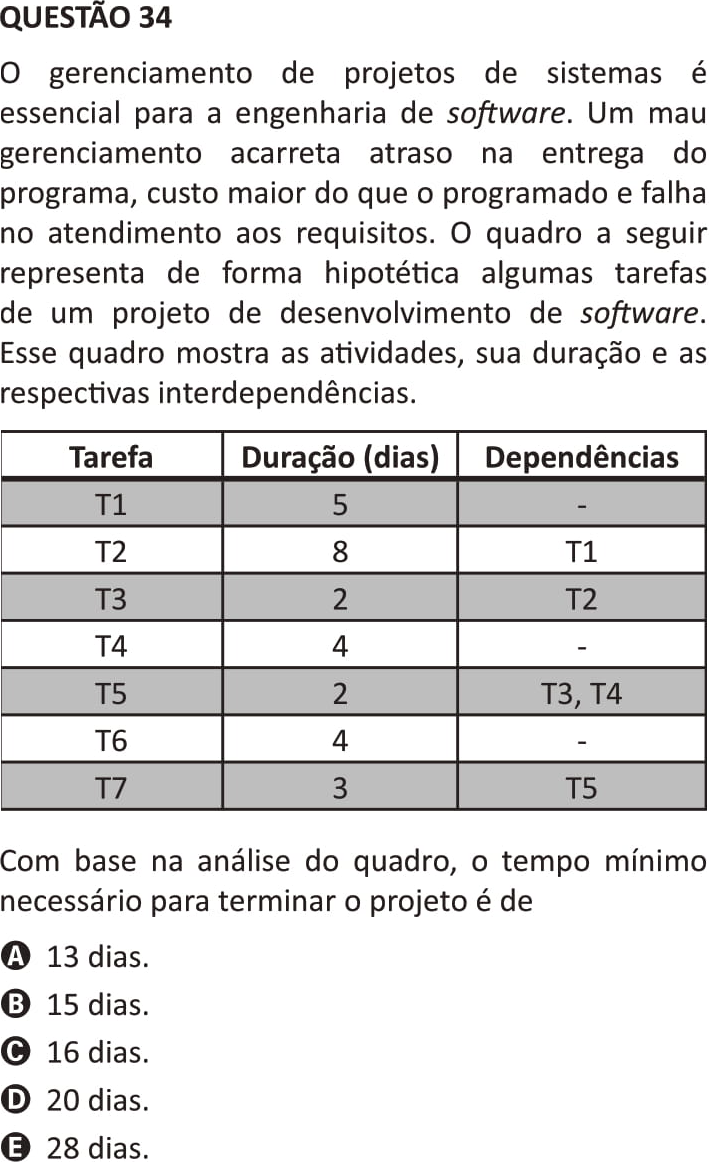 QUESTÃO 34
O gerenciamento de projetos de sistemas é
essencial para a engenharia de software. Um mau
gerenciamento acarreta atraso na entrega do
programa, custo maior do que o programado e falha
no atendimento aos requisitos. O quadro a seguir
representa de forma hipotética algumas tarefas
de um projeto de desenvolvimento de software.
Esse quadro mostra as atividades, sua duração e as
respectivas interdependências.
Tarefa Duração (dias) Dependências
T1 5 -
T2 8 T1
T3 2 T2
T4 4 -
T5 2 T3, T4
T6 4 -
T7 3 T5
Com base na análise do quadro, o tempo mínimo
necessário para terminar o projeto é de
A 13 dias.
B 15 dias.
C 16 dias.
D 20 dias.
E 28 dias.